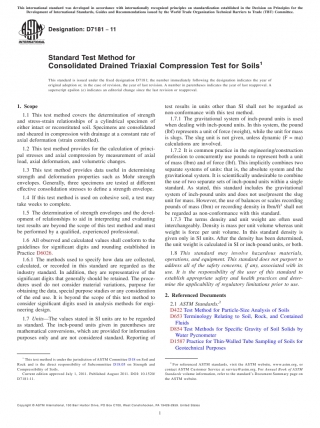 This international standard was developed in accordance with internationally recognized principles on standardization established in the Decision on Principles for the
Development of International Standards, Guides and Recommendations issued by the World Trade Organization Technical Barriers to Trade (TBT) Committee.
Designation: D7181 − 11
Standard Test Method for
Consolidated Drained Triaxial Compression Test for Soils1
This standard is issued under the fixed designation D7181; the number immediately following the designation indicates the year of
original adoption or, in the case of revision, the year of last revision. A number in parentheses indicates the year of last reapproval. A
superscript epsilon (ε) indicates an editorial change since the last revision or reapproval.
1. Scope
1.1 This test method covers the determination of strength
and stress-strain relationships of a cylindrical specimen of
either intact or reconstituted soil. Specimens are consolidated
and sheared in compression with drainage at a constant rate of
axial deformation (strain controlled).
1.2 This test method provides for the calculation of princi-
pal stresses and axial compression by measurement of axial
load, axial deformation, and volumetric changes.
1.3 This test method provides data useful in determining
strength and deformation properties such as Mohr strength
envelopes. Generally, three specimens are tested at different
effective consolidation stresses to define a strength envelope.
1.4 If this test method is used on cohesive soil, a test may
take weeks to complete.
1.5 The determination of strength envelopes and the devel-
opment of relationships to aid in interpreting and evaluating
test results are beyond the scope of this test method and must
be performed by a qualified, experienced professional.
1.6 All observed and calculated values shall conform to the
guidelines for significant digits and rounding established in
Practice D6026.
1.6.1 The methods used to specify how data are collected,
calculated, or recorded in this standard are regarded as the
industry standard. In addition, they are representative of the
significant digits that generally should be retained. The proce-
dures used do not consider material variations, purpose for
obtaining the data, special purpose studies or any consideration
of the end use. It is beyond the scope of this test method to
consider significant digits used in analysis methods for engi-
neering design.
1.7 Units—The values stated in SI units are to be regarded
as standard. The inch-pound units given in parentheses are
mathematical conversions, which are provided for information
purposes only and are not considered standard. Reporting of
test results in units other than SI shall not be regarded as
non-conformance with this test method.
1.7.1 The gravitational system of inch-pound units is used
when dealing with inch-pound units. In this system, the pound
(lbf) represents a unit of force (weight), while the unit for mass
is slugs. The slug unit is not given, unless dynamic (F = ma)
calculations are involved.
1.7.2 It is common practice in the engineering/construction
profession to concurrently use pounds to represent both a unit
of mass (lbm) and of force (lbf). This implicitly combines two
separate systems of units: that is, the absolute system and the
gravitational system. It is scientifically undesirable to combine
the use of two separate sets of inch-pound units within a single
standard. As stated, this standard includes the gravitational
system of inch-pound units and does not use/present the slug
unit for mass. However, the use of balances or scales recording
pounds of mass (lbm) or recording density in lbm/ft3 shall not
be regarded as non-conformance with this standard.
1.7.3 The terms density and unit weight are often used
interchangeably. Density is mass per unit volume whereas unit
weight is force per unit volume. In this standard density is
given only in SI units. After the density has been determined,
the unit weight is calculated in SI or inch-pound units, or both.
1.8 This standard may involve hazardous materials,
operations, and equipment. This standard does not purport to
address all of the safety concerns, if any, associated with its
use. It is the responsibility of the user of this standard to
establish appropriate safety and health practices and deter-
mine the applicability of regulatory limitations prior to use.
2. Referenced Documents
2.1 ASTM Standards:2
D422 Test Method for Particle-Size Analysis of Soils
D653 Terminology Relating to Soil, Rock, and Contained
Fluids
D854 Test Methods for Specific Gravity of Soil Solids by
Water Pycnometer
D1587 Practice for Thin-Walled Tube Sampling of Soils for
Geotechnical Purposes
1 This test method is under the jurisdiction of ASTM Committee D18 on Soil and
Rock and is the direct responsibility of Subcommittee D18.05 on Strength and
Compressibility of Soils.
Current edition approved July 1, 2011. Published August 2011. DOI: 10.1520/
D7181-11.
2 For referenced ASTM standards, visit the ASTM website, www.astm.org, or
contact ASTM Customer Service at service@astm.org. For Annual Book of ASTM
Standards volume information, refer to the standard's Document Summary page on
the ASTM website.
Copyright © ASTM International, 100 Barr Harbor Drive, PO Box C700, West Conshohocken, PA 19428-2959. United States
1